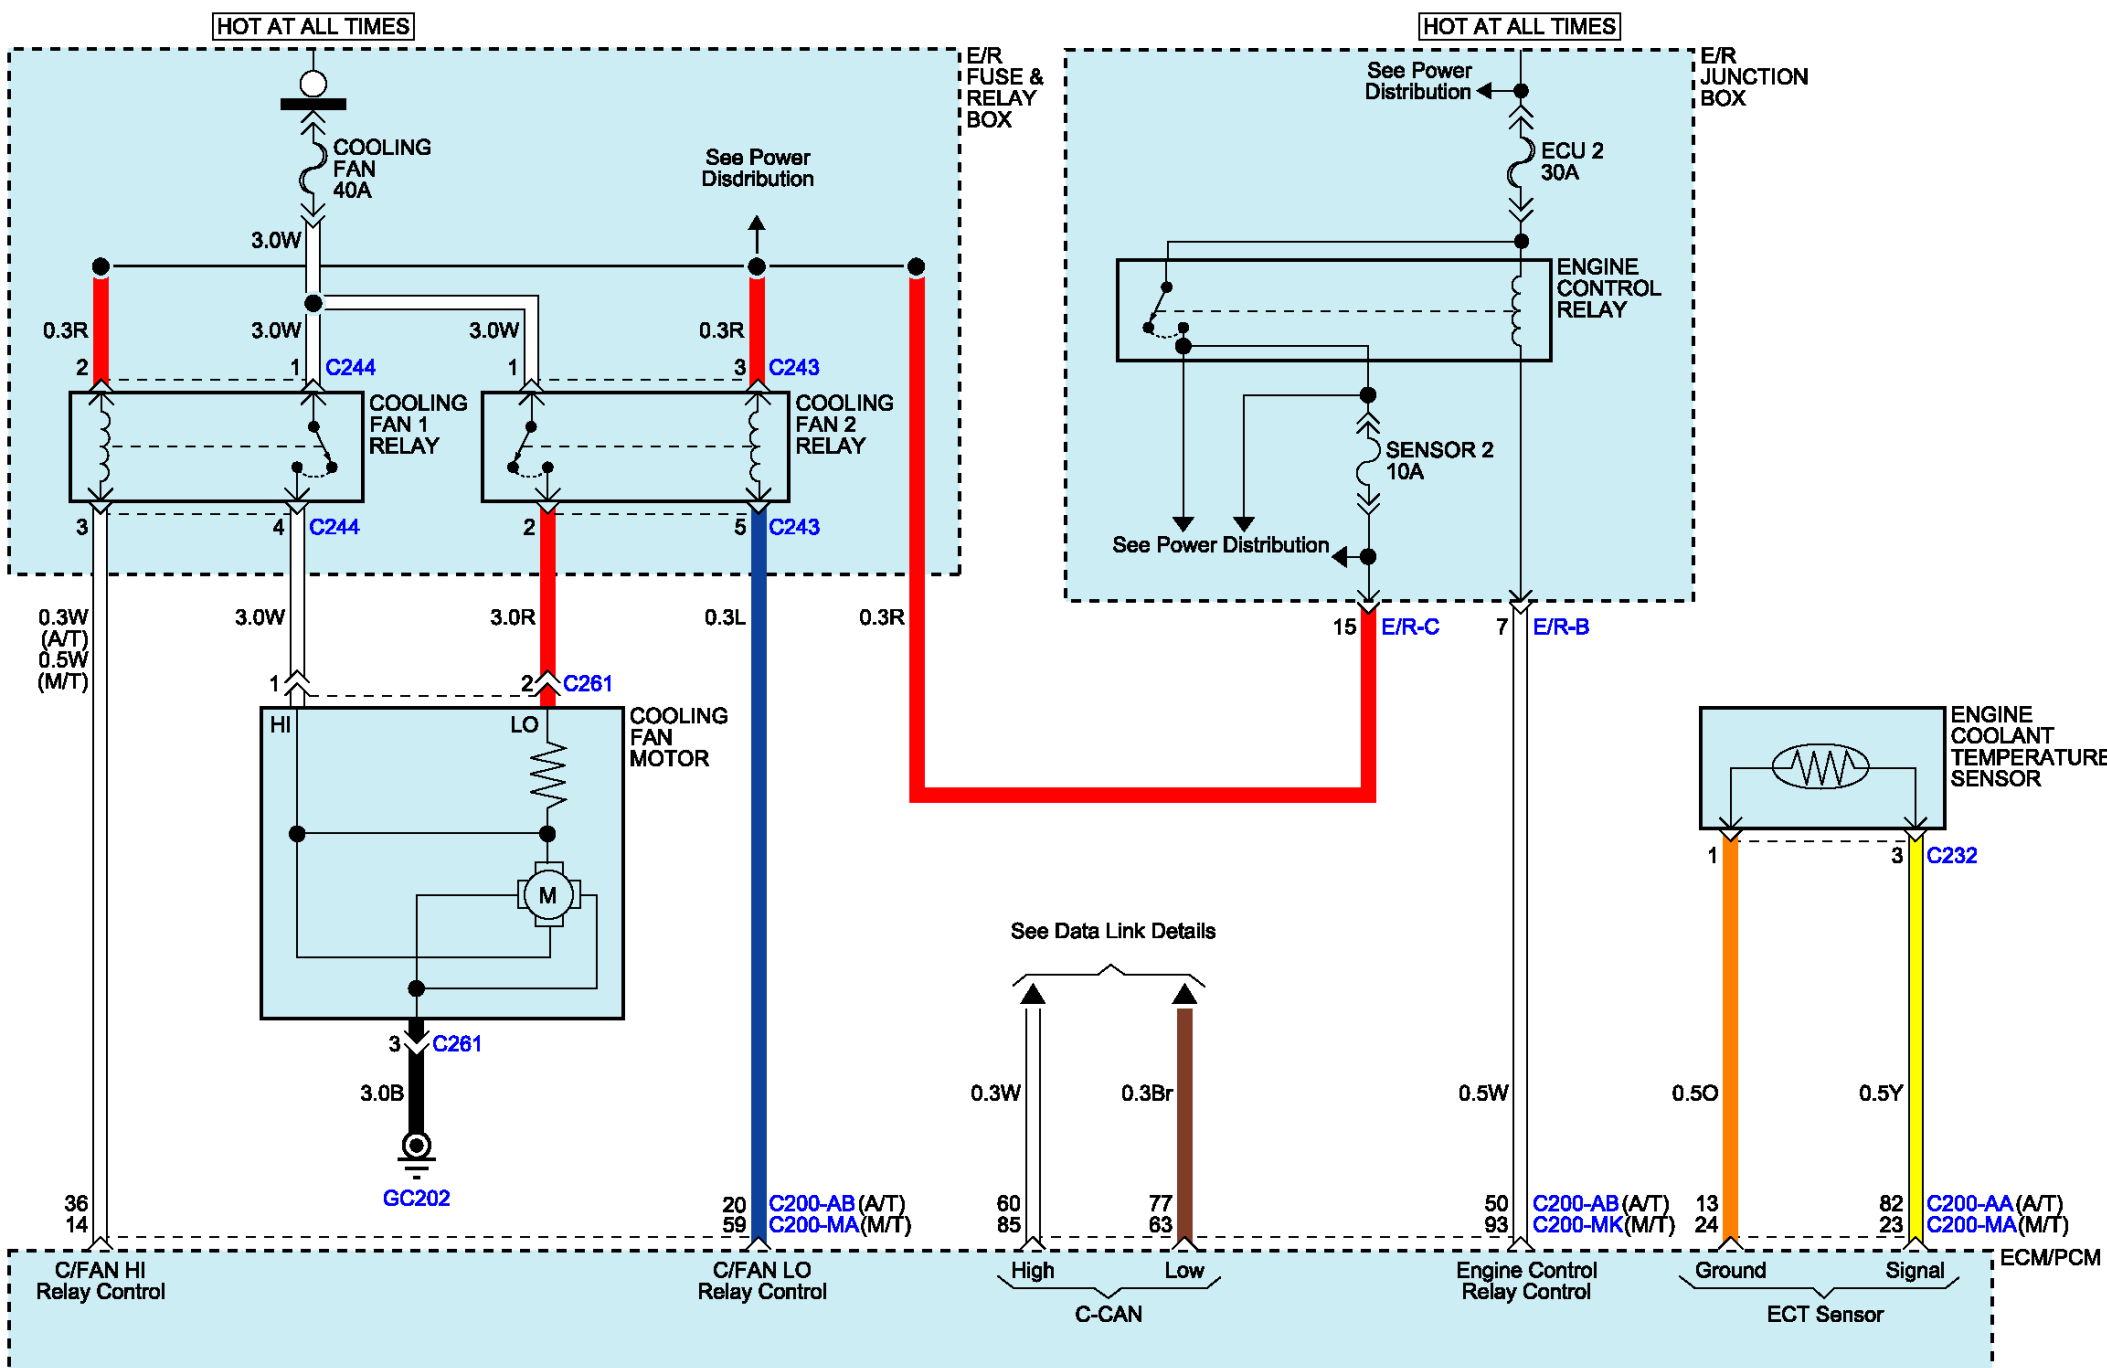 HOT AT ALL TIMES
HOT AT ALL TIMES
E/R
FUSE &
RELAY
BOX
E/R
JUNCTION
BOX
COOLING
FAN
40A
See Power
Disdribution
See Power
Distribution
ECU 2
30A
3.0W
0.3R
3.0W
3.0W
0.3R
2
1
C244
1
3
C243
COOLING
FAN 1
RELAY
COOLING
FAN 2
RELAY
3
4
C244
2
5
C243
ENGINE
CONTROL
RELAY
SENSOR 2
10A
See Power Distribution
15
E/R-C
7
E/R-B
0.3W
(A/T)
0.5W
(M/T)
3.0W
3.0R
0.3L
0.3R
1
2
C261
HI
LO
COOLING
FAN
MOTOR
M
3
C261
3.0B
GC202
ENGINE
COOLANT
TEMPERATURE
SENSOR
1
3
C232
See Data Link Details
0.3W
0.3Br
0.5W
0.5O
0.5Y
36
14
20
C200-AB(A/T)
59
C200-MA(M/T)
60
85
77
63
50
C200-AB(A/T)
93
C200-MK(M/T)
13
24
82
C200-AA(A/T)
23
C200-MA(M/T)
ECM/PCM
C/FAN HI
Relay Control
C/FAN LO
Relay Control
High
Low
C-CAN
Engine Control
Relay Control
Ground
Signal
ECT Sensor